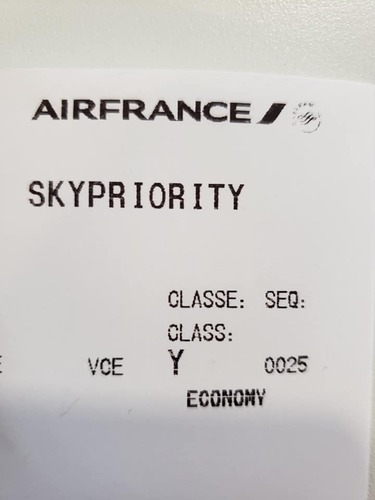 AIRFRANCE
SKYPRIORITY
CLASSE: SEQ:
CLASS:
VCE Y 0025
ECONOMY